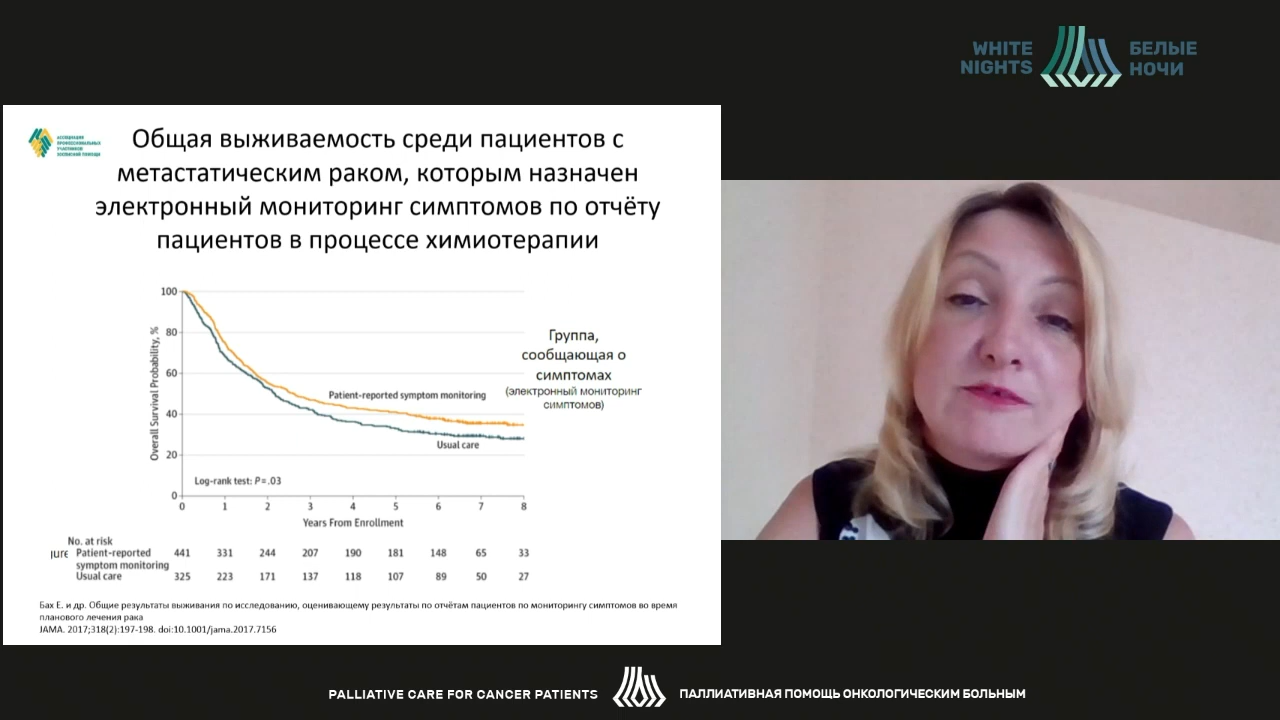 WHITE
NIGHTS
БЕЛЫЕ
НОЧИ
АССОЦИАЦИЯ
ПРОФЕССИОНАЛЬНЫХ
УЧАСТНИКОВ
ХОСПИСНОЙ ПОМОЩИ
Общая выживаемость среди пациентов с
метастатическим раком, которым назначен
электронный мониторинг симптомов по отчёту
пациентов в процессе химиотерапии
Overall Survival Probability, %
100
80
60
40
20
0
Patient-reported symptom monitoring
Usual care
Log-rank test: P=.03
0 1 2 3 4 5 6 7 8
Years From Enrollment
Группа,
сообщающая о
симптомах
(электронный мониторинг
симптомов)
No. at risk
Patient-reported
symptom monitoring
441 331 244 207 190 181 148 65 33
Usual care 325 223 171 137 118 107 89 50 27
Бах Е. и др. Общие результаты выживания по исследованию, оценивающему результаты по отчётам пациентов по мониторингу симптомов во время
планового лечения рака
JAMA. 2017;318(2):197-198. doi:10.1001/jama.2017.7156
PALLIATIVE CARE FOR CANCER PATIENTS
ПАЛЛИАТИВНАЯ ПОМОЩЬ ОНКОЛОГИЧЕСКИМ БОЛЬНЫМ